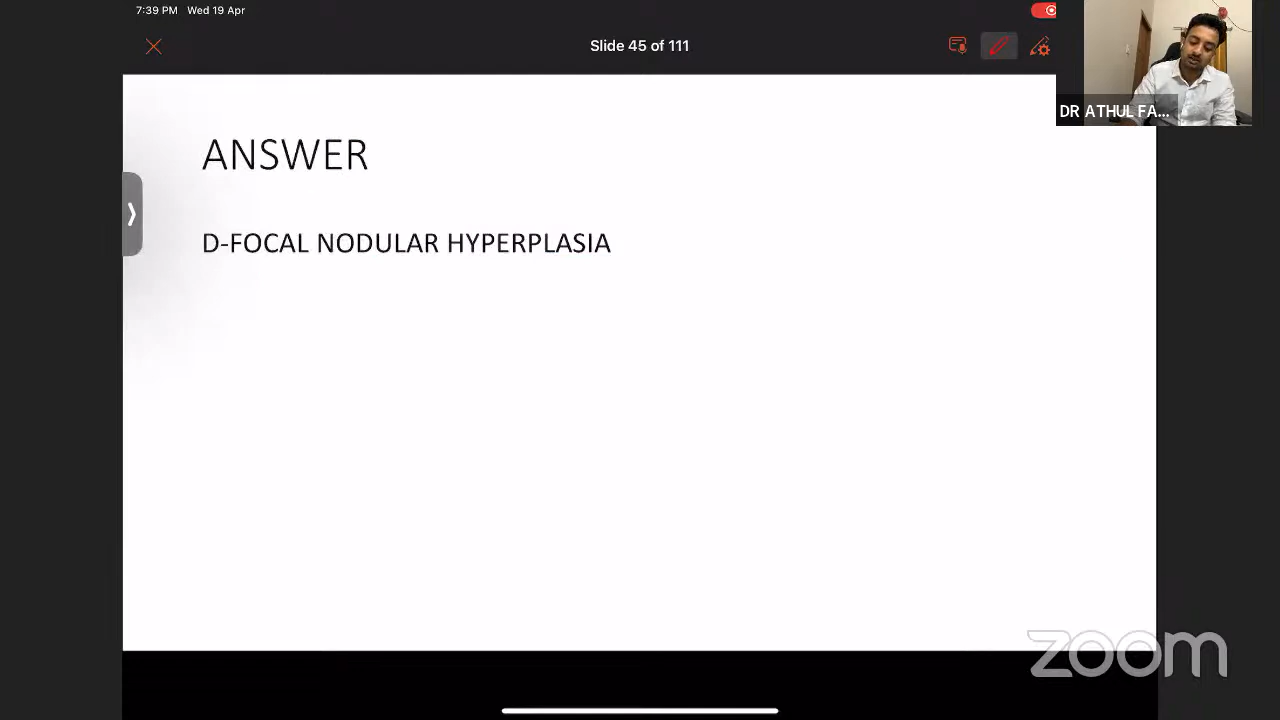 7:39 PM Wed 19 Apr
Slide 45 of 111
DR ATHUL FA...
ANSWER
D-FOCAL NODULAR HYPERPLASIA
zoom